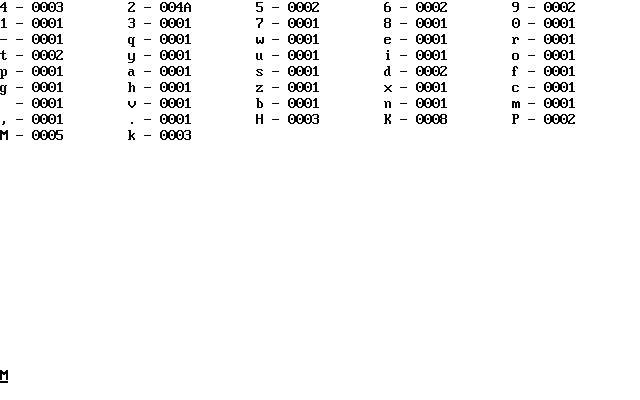 4 - 0003 2 - 004A 5 - 0002 6 - 0002 9 - 0002
1 - 0001 3 - 0001 7 - 0001 8 - 0001 0 - 0001
- - 0001 q - 0001 w - 0001 e - 0001 r - 0001
t - 0002 y - 0001 u - 0001 i - 0001 o - 0001
p - 0001 a - 0001 s - 0001 d - 0002 f - 0001
g - 0001 h - 0001 z - 0001 x - 0001 c - 0001
  - 0001 v - 0001 b - 0001 n - 0001 m - 0001
, - 0001 . - 0001 H - 0003 K - 0008 P - 0002
M - 0005 k - 0003
M